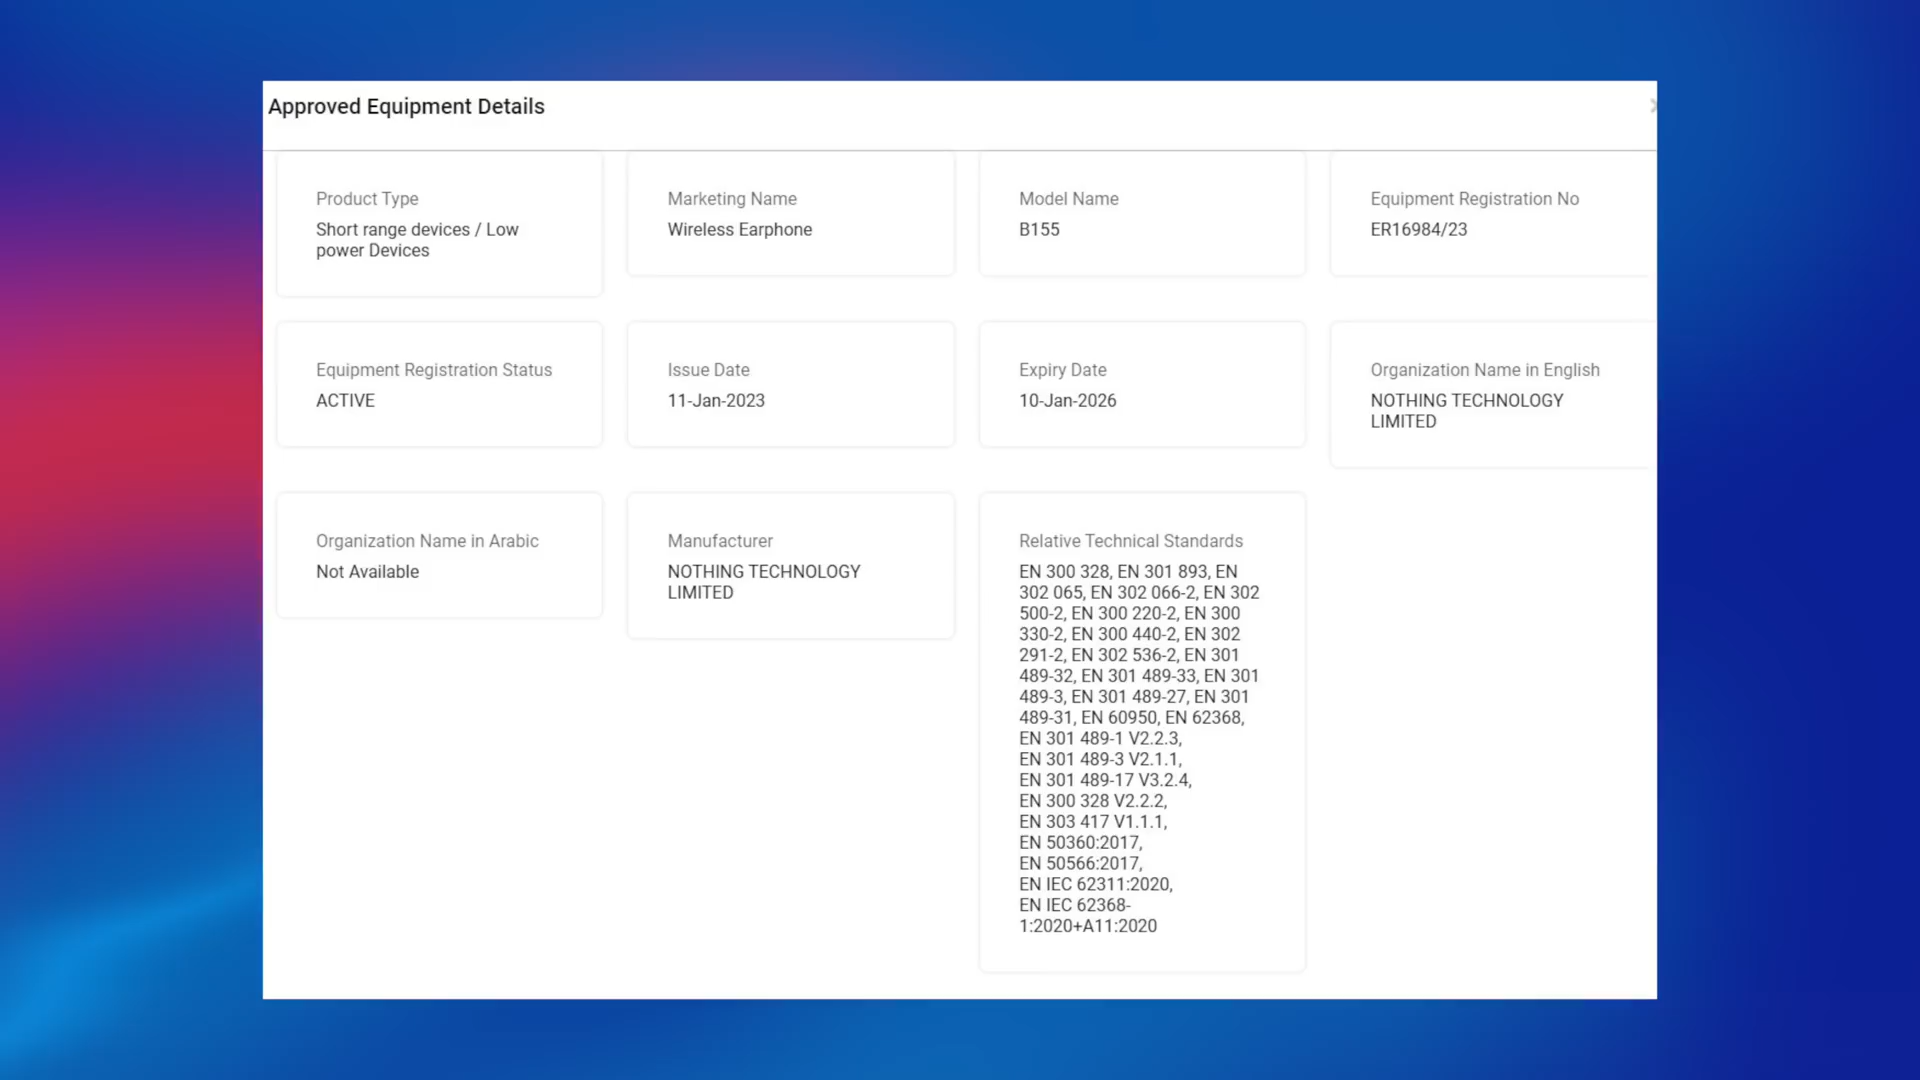 Approved Equipment Details
Product Type
Short range devices / Low
power Devices
Marketing Name
Wireless Earphone
Model Name
B155
Equipment Registration No
ER16984/23
Equipment Registration Status
ACTIVE
Issue Date
11-Jan-2023
Expiry Date
10-Jan-2026
Organization Name in English
NOTHING TECHNOLOGY
LIMITED
Organization Name in Arabic
Not Available
Manufacturer
NOTHING TECHNOLOGY
LIMITED
Relative Technical Standards
EN 300 328, EN 301 893, EN
302 065, EN 302 066-2, EN 302
500-2, EN 300 220-2, EN 300
330-2, EN 300 440-2, EN 302
291-2, EN 302 536-2, EN 301
489-32, EN 301 489-33, EN 301
489-3, EN 301 489-27, EN 301
489-31, EN 60950, EN 62368,
EN 301 489-1 V2.2.3,
EN 301 489-3 V2.1.1,
EN 301 489-17 V3.2.4,
EN 300 328 V2.2.2,
EN 303 417 V1.1.1,
EN 50360:2017,
EN 50566:2017,
EN IEC 62311:2020,
EN IEC 62368-
1:2020+A11:2020